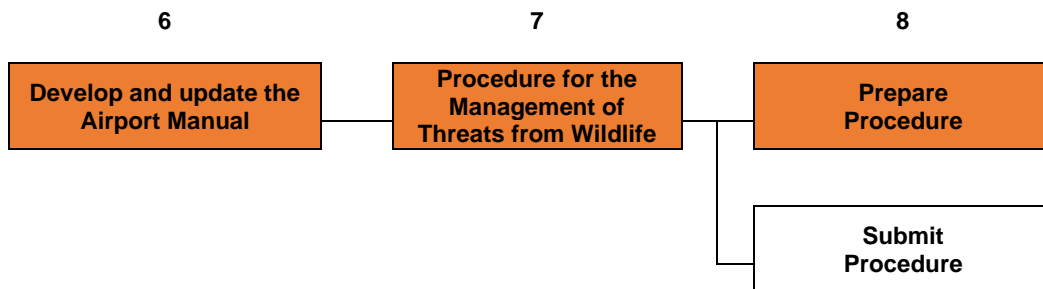 6
7
8
Develop and update the
Airport Manual
Procedure for the
Management of
Threats from Wildlife
Prepare
Procedure
Submit
Procedure